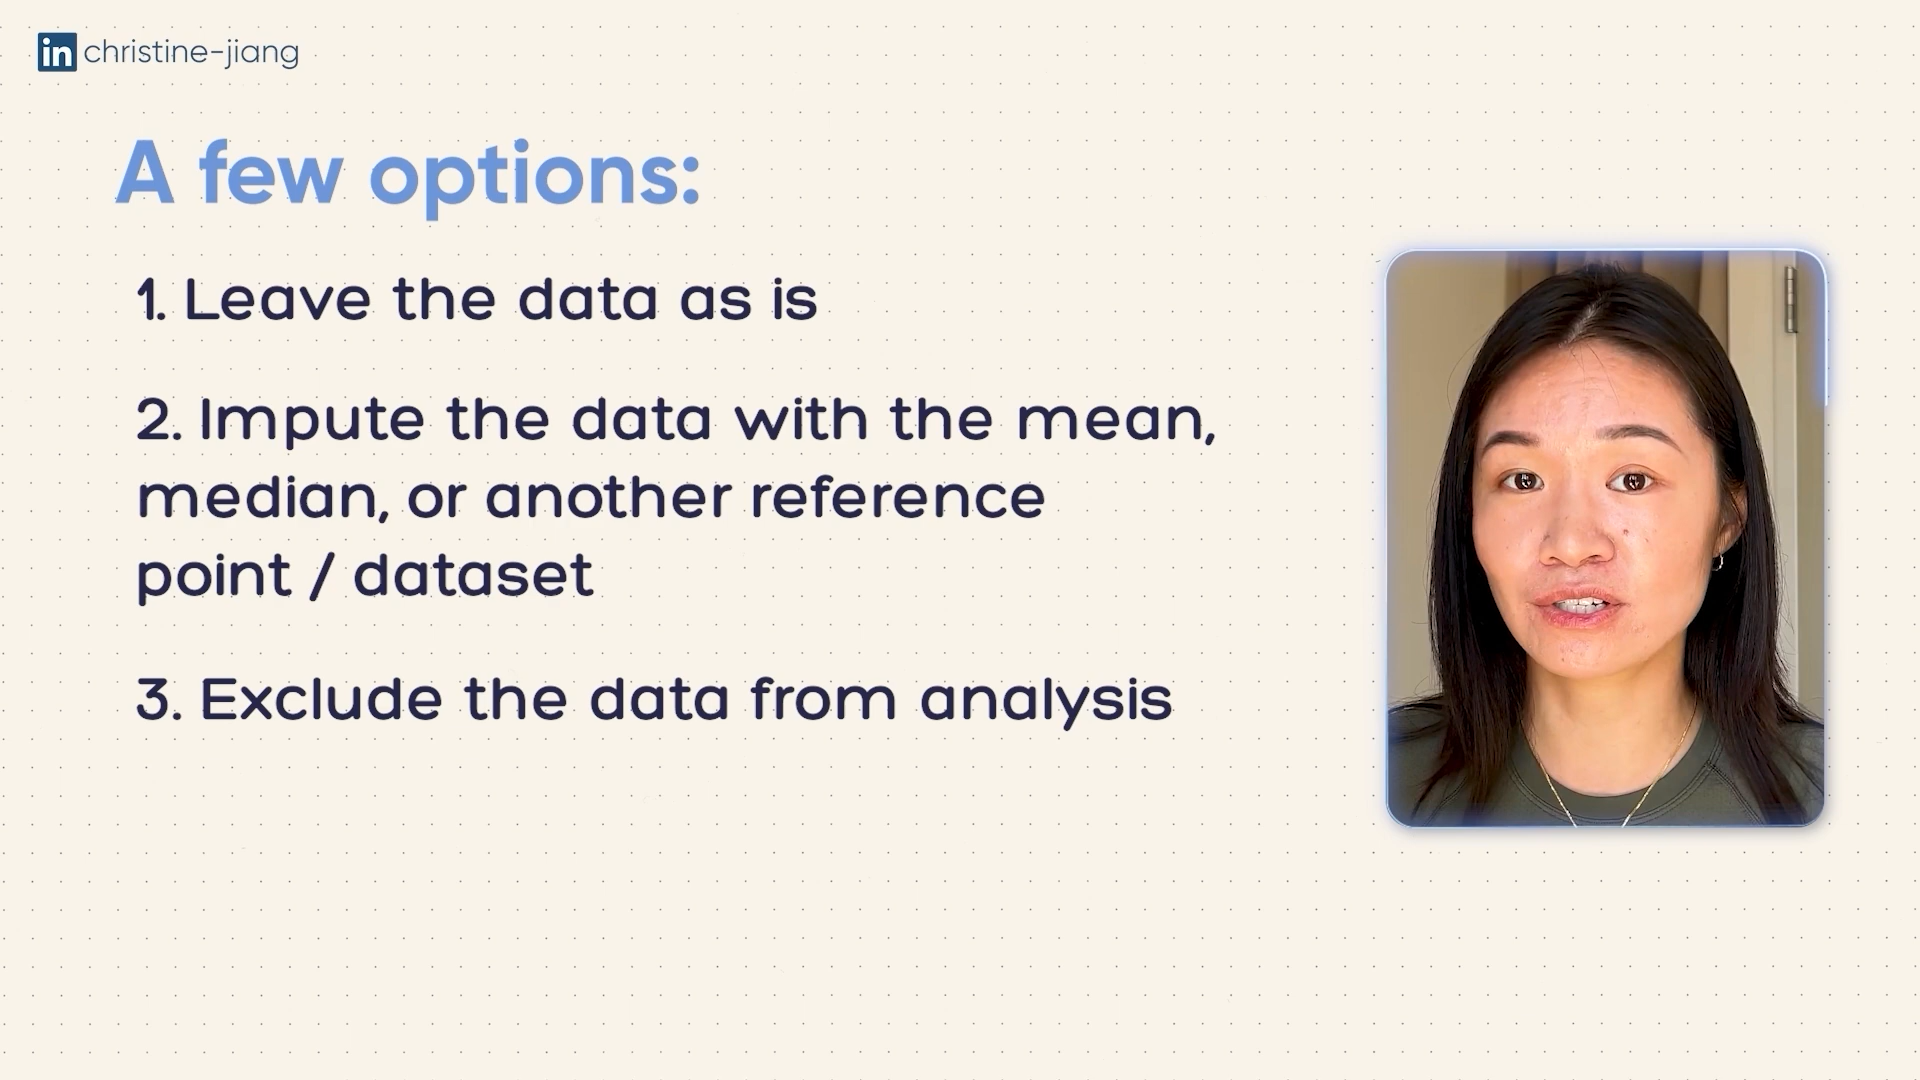 in christine-jiang
A few options:
1. Leave the data as is
2. Impute the data with the mean,
median, or another reference
point / dataset
3. Exclude the data from analysis